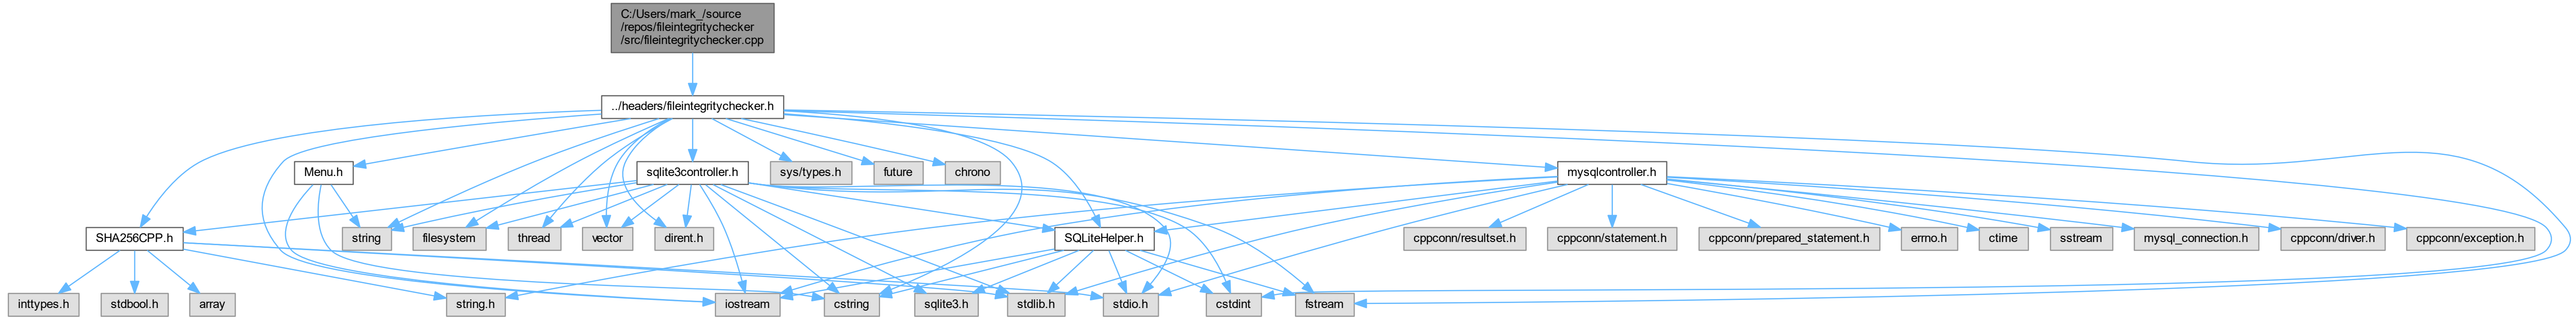 C:/Users/mark_/source
/repos/fileintegritychecker
/src/fileintegritychecker.cpp
../headers/fileintegritychecker.h
Menu.h
sqlite3controller.h
sys/types.h
future
chrono
mysqlcontroller.h
SHA256CPP.h
string
filesystem
thread
vector
dirent.h
SQLiteHelper.h
cppconn/resultset.h
cppconn/statement.h
cppconn/prepared_statement.h
errno.h
ctime
sstream
mysql_connection.h
cppconn/driver.h
cppconn/exception.h
inttypes.h
stdbool.h
array
string.h
iostream
cstring
sqlite3.h
stdlib.h
stdio.h
cstdint
fstream